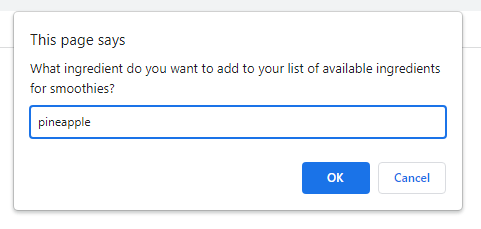 This page says
What ingredient do you want to add to your list of available ingredients
for smoothies?
pineapple
OK
Cancel